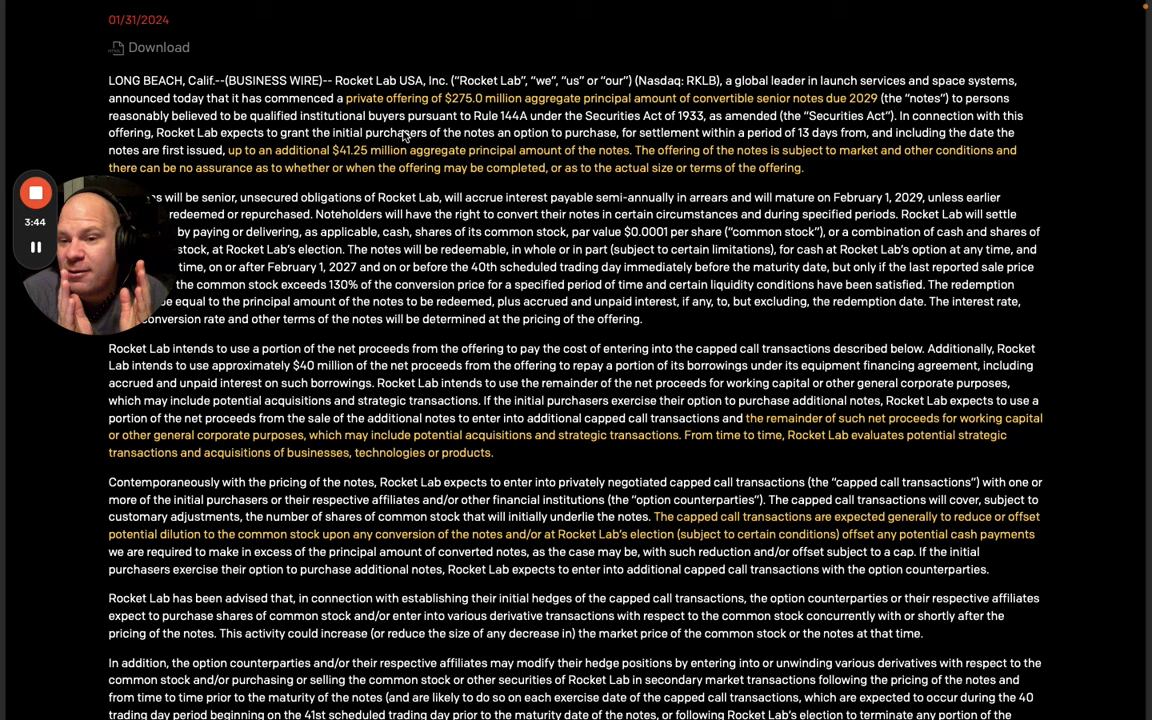 01/31/2024
Download
LONG BEACH, Calif.--(BUSINESS WIRE)-- Rocket Lab USA, Inc. (“Rocket Lab”, “we”, “us” or “our”) (Nasdaq: RKLB), a global leader in launch services and space systems,
announced today that it has commenced a private offering of $275.0 million aggregate principal amount of convertible senior notes due 2029 (the “notes”) to persons
reasonably believed to be qualified institutional buyers pursuant to Rule 144A under the Securities Act of 1933, as amended (the “Securities Act”). In connection with this
offering, Rocket Lab expects to grant the initial purchasers of the notes an option to purchase, for settlement within a period of 13 days from, and including the date the
notes are first issued, up to an additional $41.25 million aggregate principal amount of the notes. The offering of the notes is subject to market and other conditions and
there can be no assurance as to whether or when the offering may be completed, or as to the actual size or terms of the offering.
will be senior, unsecured obligations of Rocket Lab, will accrue interest payable semi-annually in arrears and will mature on February 1, 2029, unless earlier
redeemed or repurchased. Noteholders will have the right to convert their notes in certain circumstances and during specified periods. Rocket Lab will settle
by paying or delivering, as applicable, cash, shares of its common stock, par value $0.0001 per share (“common stock”), or a combination of cash and shares of
stock, at Rocket Lab’s election. The notes will be redeemable, in whole or in part (subject to certain limitations), for cash at Rocket Lab’s option at any time, and
3:44
time, on or after February 1, 2027 and on or before the 40th scheduled trading day immediately before the maturity date, but only if the last reported sale price
the common stock exceeds 130% of the conversion price for a specified period of time and certain liquidity conditions have been satisfied. The redemption
equal to the principal amount of the notes to be redeemed, plus accrued and unpaid interest, if any, to, but excluding, the redemption date. The interest rate,
conversion rate and other terms of the notes will be determined at the pricing of the offering.
Rocket Lab intends to use a portion of the net proceeds from the offering to pay the cost of entering into the capped call transactions described below. Additionally, Rocket
Lab intends to use approximately $40 million of the net proceeds from the offering to repay a portion of its borrowings under its equipment financing agreement, including
accrued and unpaid interest on such borrowings. Rocket Lab intends to use the remainder of the net proceeds for working capital or other general corporate purposes,
which may include potential acquisitions and strategic transactions. If the initial purchasers exercise their option to purchase additional notes, Rocket Lab expects to use a
portion of the net proceeds from the sale of the additional notes to enter into additional capped call transactions and the remainder of such net proceeds for working capital
or other general corporate purposes, which may include potential acquisitions and strategic transactions. From time to time, Rocket Lab evaluates potential strategic
transactions and acquisitions of businesses, technologies or products.
Contemporaneously with the pricing of the notes, Rocket Lab expects to enter into privately negotiated capped call transactions (the “capped call transactions”) with one or
more of the initial purchasers or their respective affiliates and/or other financial institutions (the “option counterparties”). The capped call transactions will cover, subject to
customary adjustments, the number of shares of common stock that will initially underlie the notes. The capped call transactions are expected generally to reduce or offset
potential dilution to the common stock upon any conversion of the notes and/or at Rocket Lab’s election (subject to certain conditions) offset any potential cash payments
we are required to make in excess of the principal amount of converted notes, as the case may be, with such reduction and/or offset subject to a cap. If the initial
purchasers exercise their option to purchase additional notes, Rocket Lab expects to enter into additional capped call transactions with the option counterparties.
Rocket Lab has been advised that, in connection with establishing their initial hedges of the capped call transactions, the option counterparties or their respective affiliates
expect to purchase shares of common stock and/or enter into various derivative transactions with respect to the common stock concurrently with or shortly after the
pricing of the notes. This activity could increase (or reduce the size of any decrease in) the market price of the common stock or the notes at that time.
In addition, the option counterparties and/or their respective affiliates may modify their hedge positions by entering into or unwinding various derivatives with respect to the
common stock and/or purchasing or selling the common stock or other securities of Rocket Lab in secondary market transactions following the pricing of the notes and
from time to time prior to the maturity of the notes (and are likely to do so on each exercise date of the capped call transactions, which are expected to occur during the 40
trading day period beginning on the 41st scheduled trading day prior to the maturity date of the notes, or following Rocket Lab’s election to terminate any portion of the